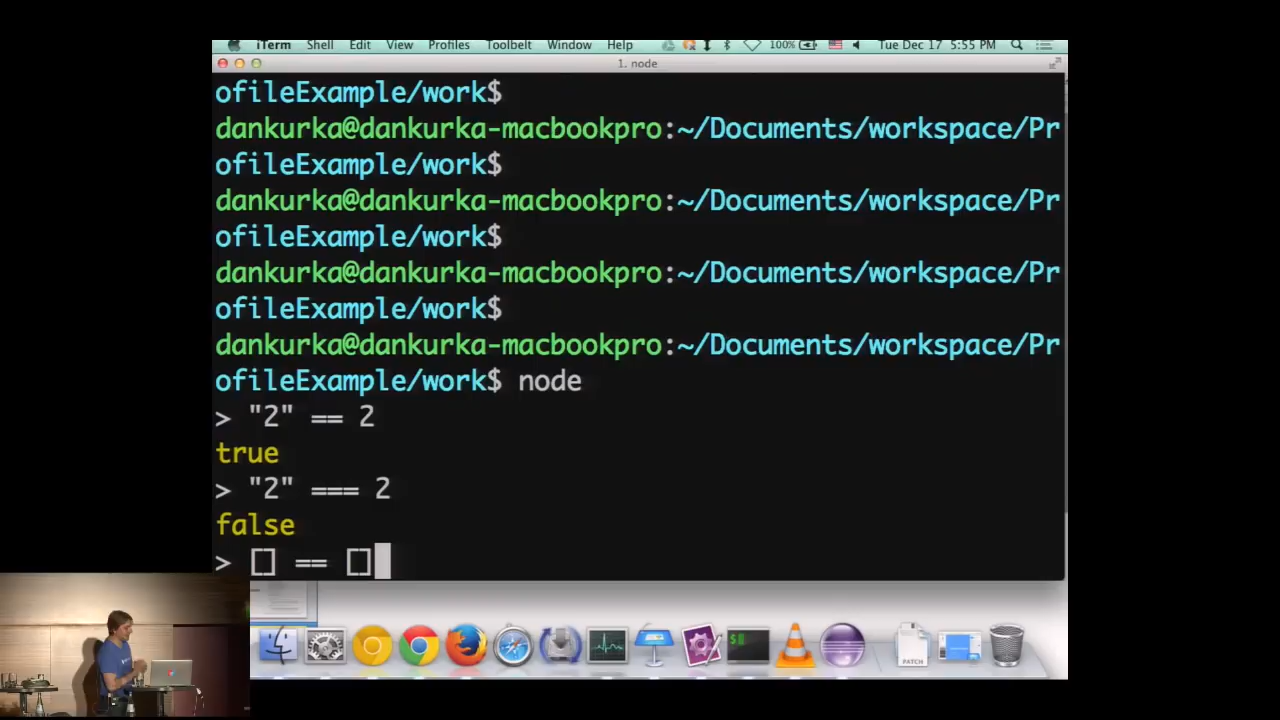 iTerm Shell Edit View Profiles Toolbelt Window Help 100% Tue Dec 17 5:55 PM
1. node
ofileExample/work$
dankurka@dankurka-macbookpro:~/Documents/workspace/Pr
ofileExample/work$
dankurka@dankurka-macbookpro:~/Documents/workspace/Pr
ofileExample/work$
dankurka@dankurka-macbookpro:~/Documents/workspace/Pr
ofileExample/work$
dankurka@dankurka-macbookpro:~/Documents/workspace/Pr
ofileExample/work$ node
> "2" == 2
true
> "2" === 2
false
> [] == []
$
PATCH